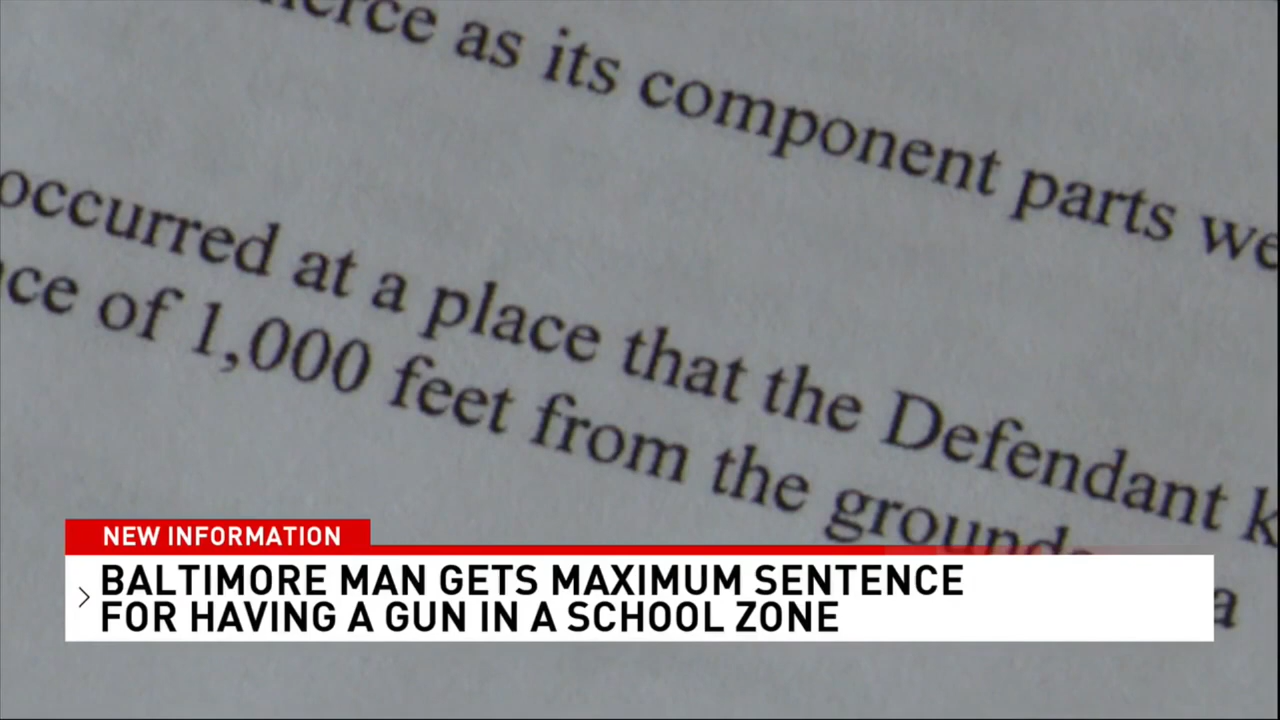 as its component parts
occurred at a place that the Defendant
of 1,000 feet from the
a
NEW INFORMATION
BALTIMORE MAN GETS MAXIMUM SENTENCE
FOR HAVING A GUN IN A SCHOOL ZONE